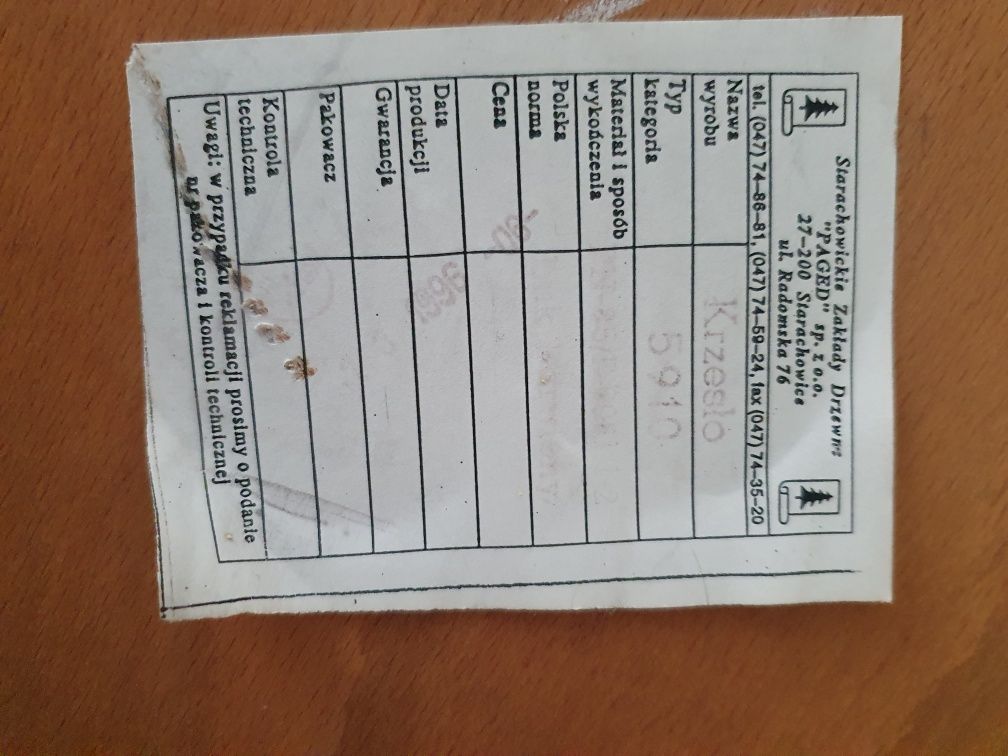 Starachowickie Zakłady Drzewne
"PAGED" sp. z o.o.
27-200 Starachowice
ul. Radomska 76
tel. (047) 74-86-81, (047) 74-59-24, fax (047) 74-35-20
Nazwa wyrobu Krzesło
Typ kategoria 5910
Materiał i sposób wykończenia
Polska norma
Cena
Data produkcji
Gwarancja
Pakowacz
Kontrola techniczna
Uwagi: w przypadku reklamacji prosimy o podanie
nr pakowacza i kontroli technicznej